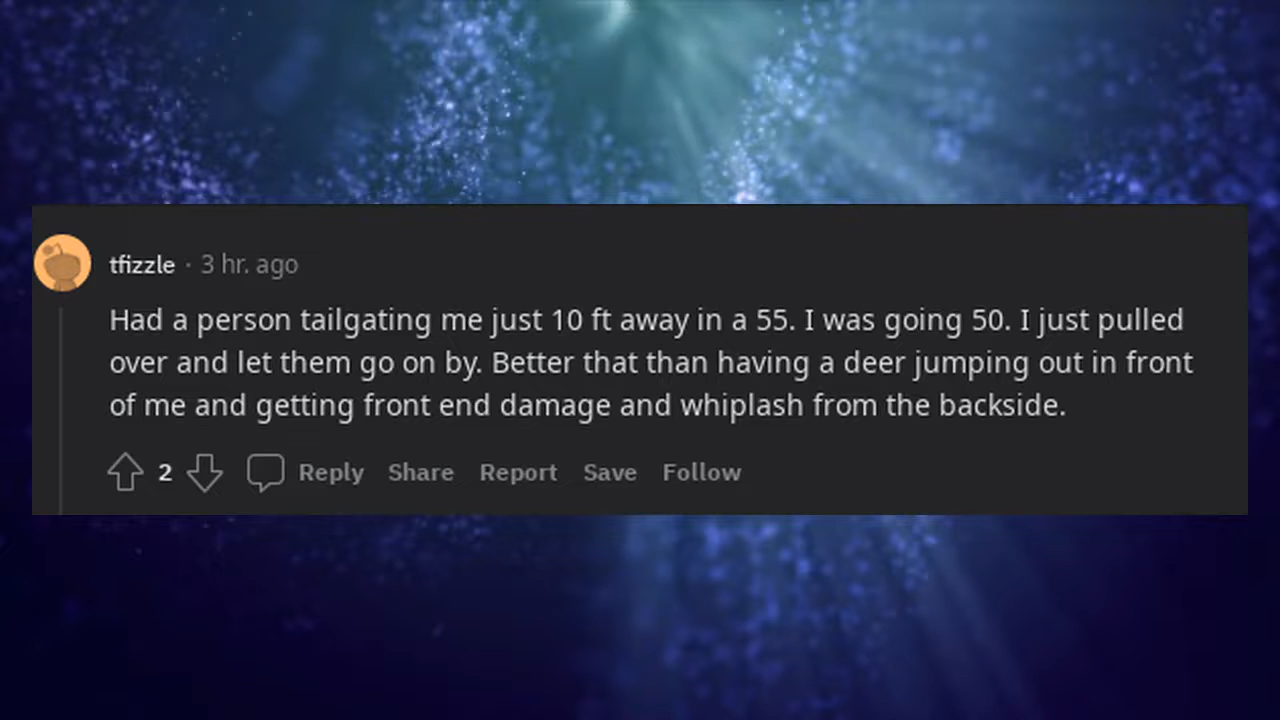 tfizzle · 3 hr. ago
Had a person tailgating me just 10 ft away in a 55. I was going 50. I just pulled
over and let them go on by. Better that than having a deer jumping out in front
of me and getting front end damage and whiplash from the backside.
2 Reply Share Report Save Follow